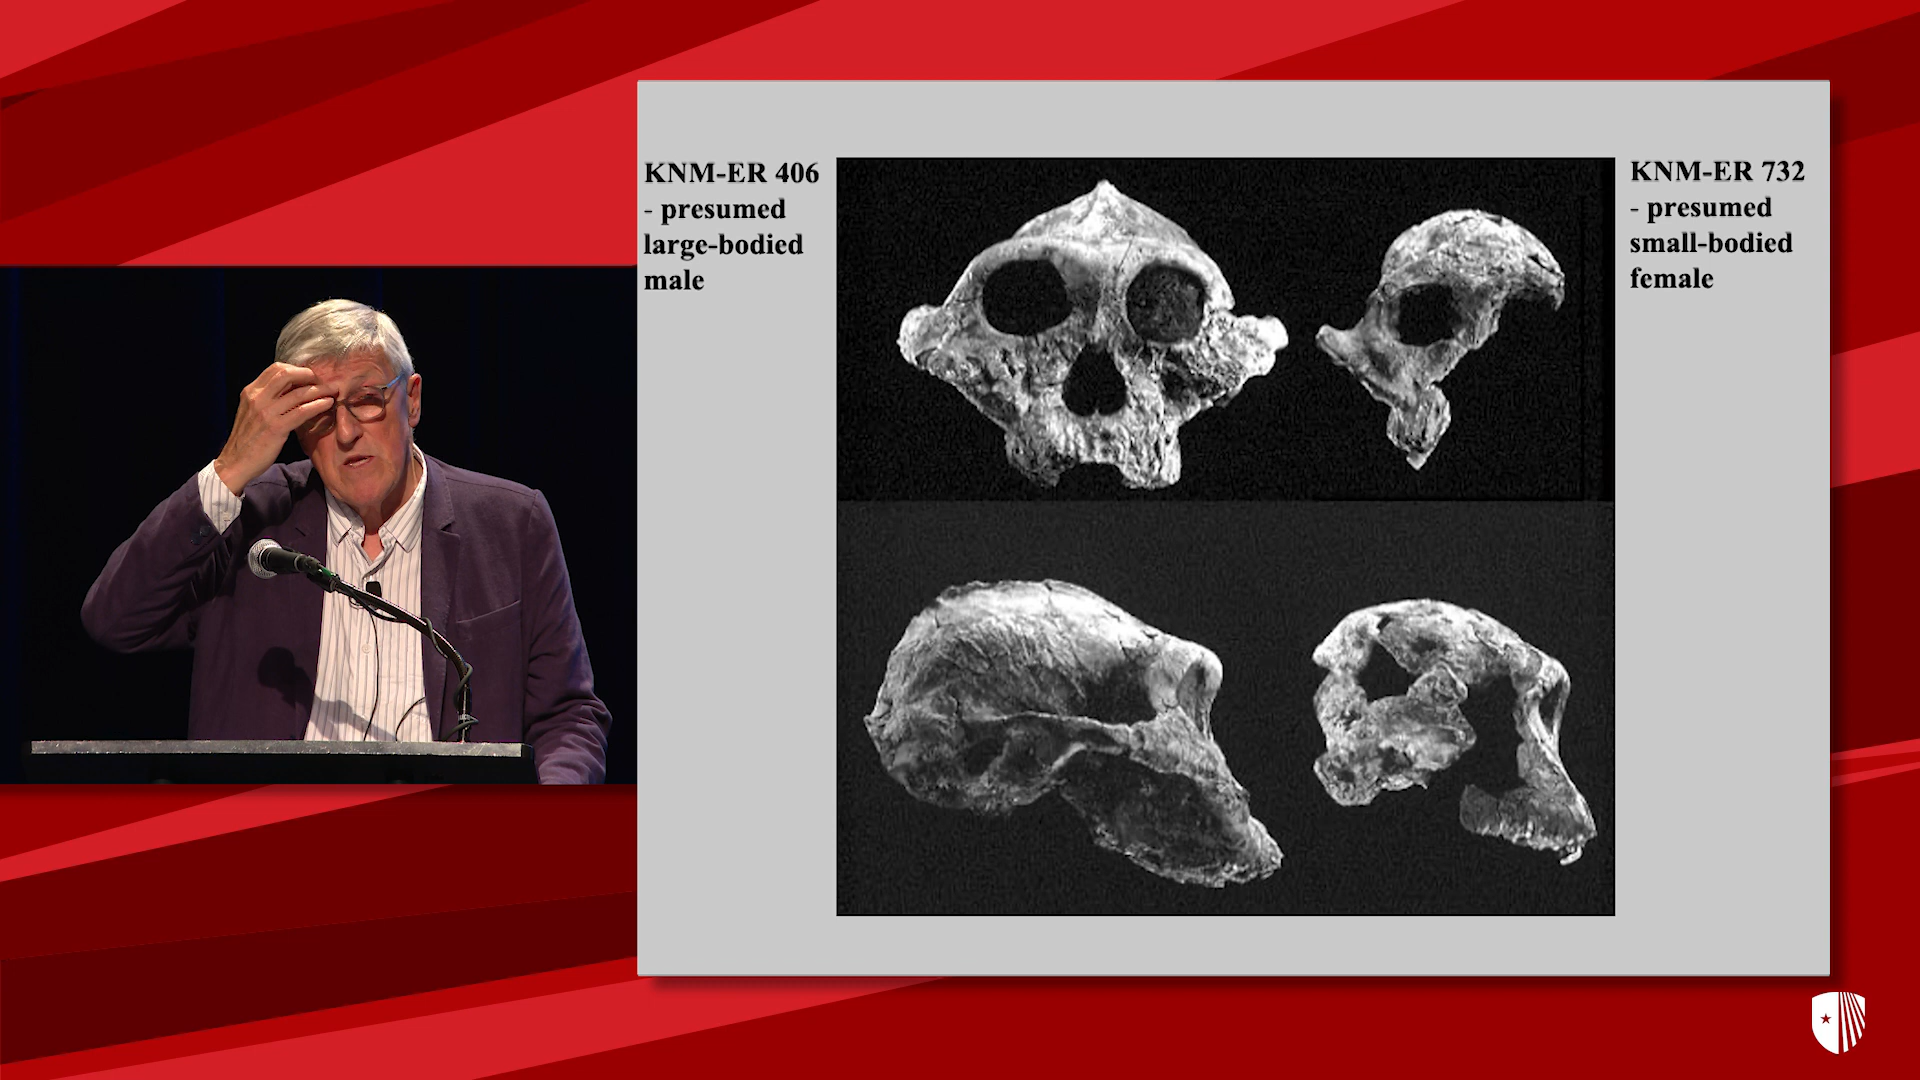 KNM-ER 406
- presumed
large-bodied
male
KNM-ER 732
- presumed
small-bodied
female